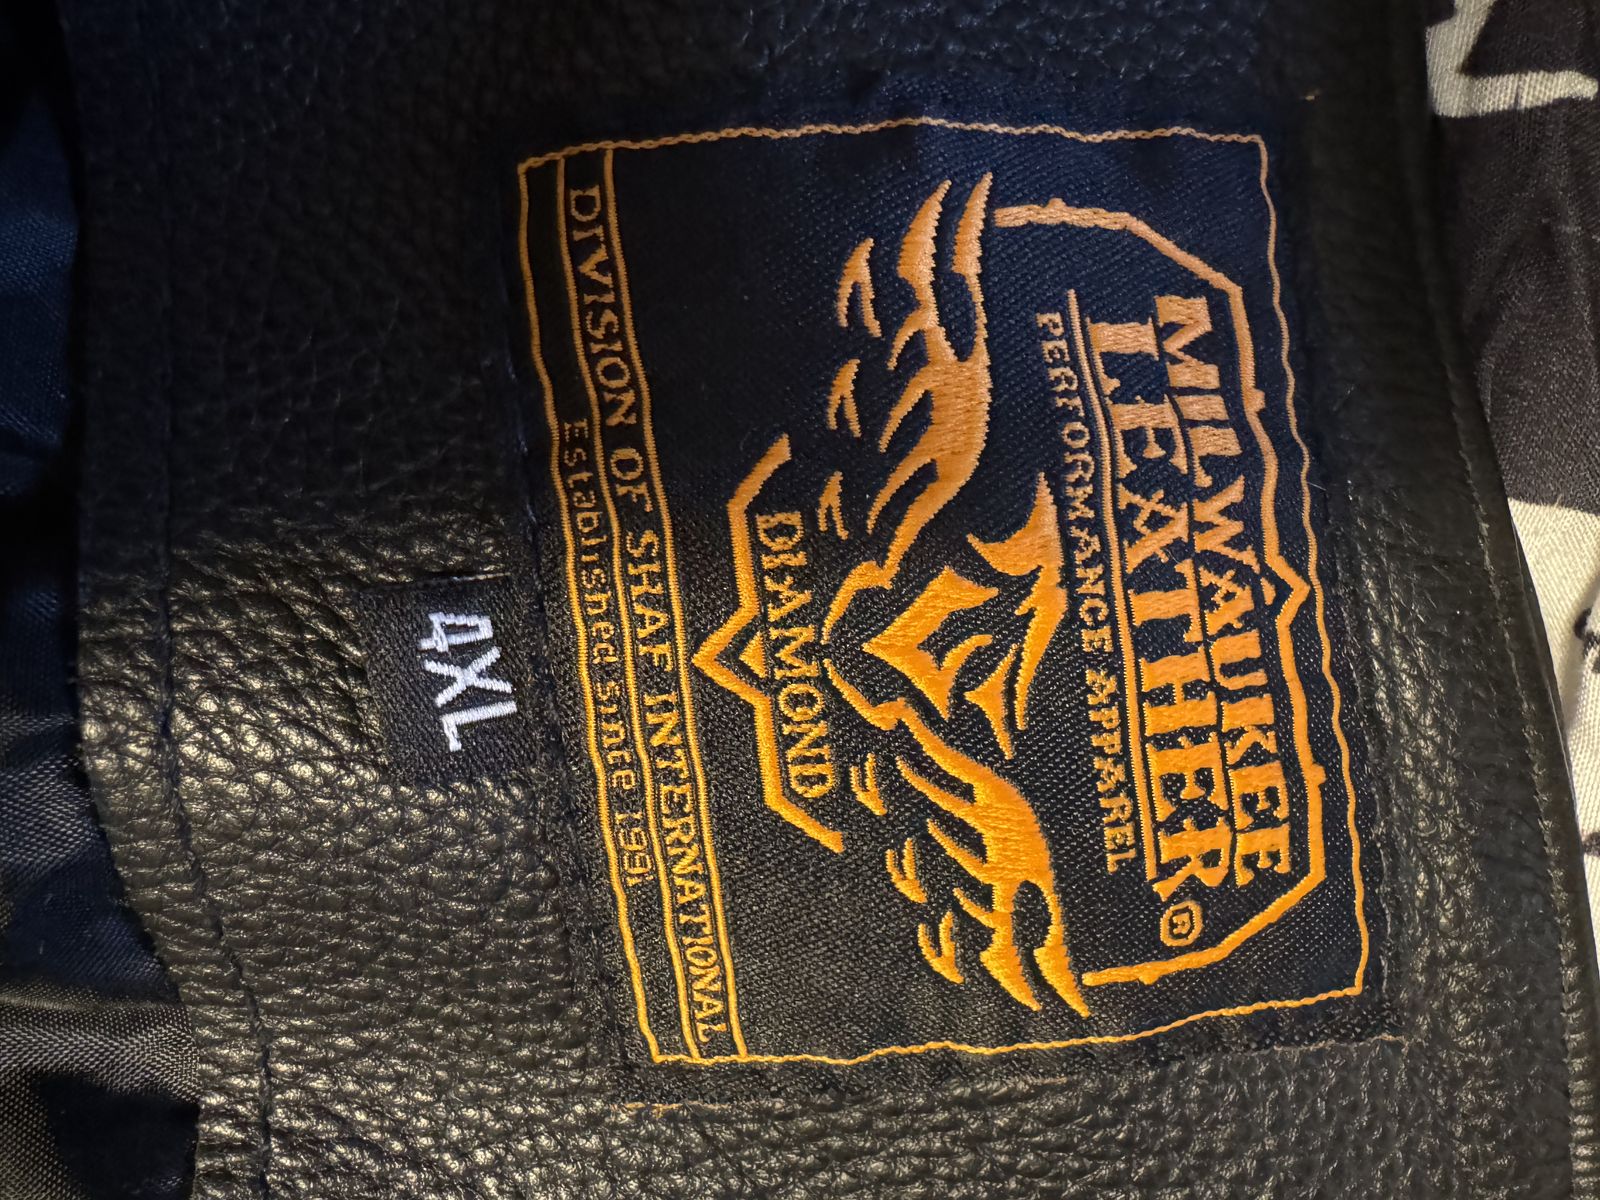 MILWAUKEE
LEATHER®
PERFORMANCE APPAREL
DIAMOND
DIVISION OF SHAF INTERNATIONAL
Established since 1991
4XL